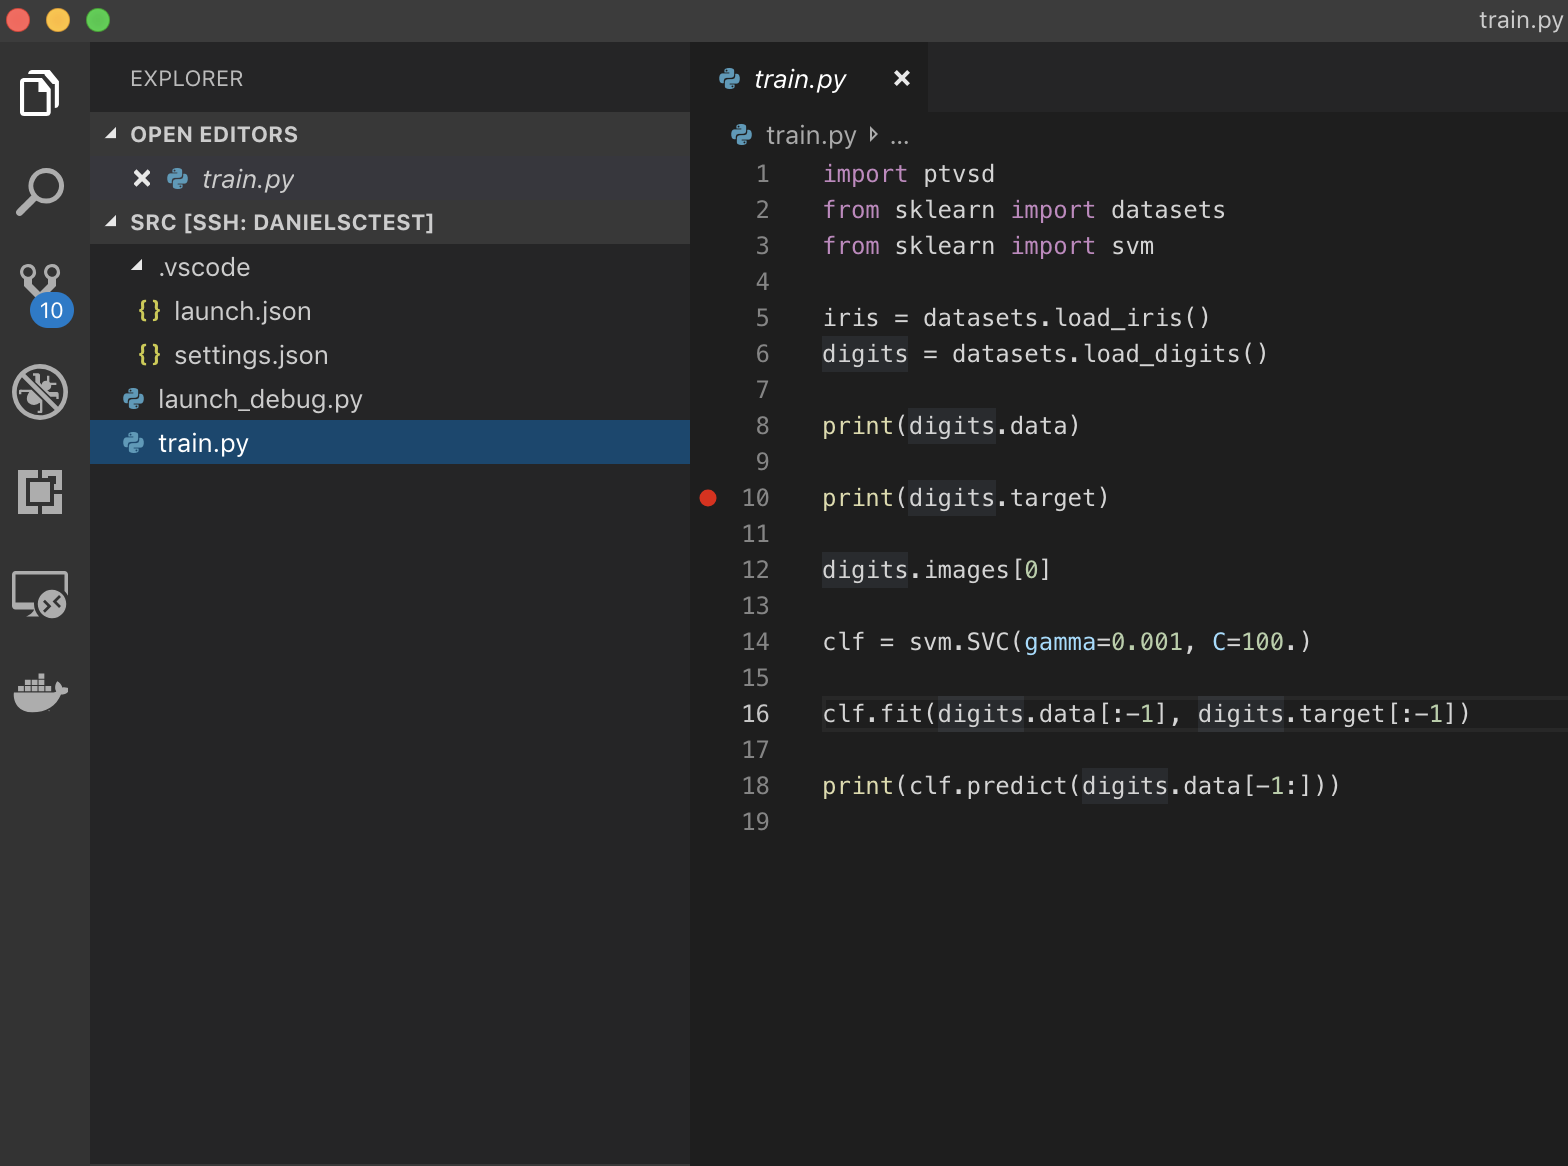 train.py
EXPLORER
OPEN EDITORS
train.py
SRC [SSH: DANIELSCTEST]
.vscode
{} launch.json
{} settings.json
launch_debug.py
train.py
10
train.py
train.py ...
1 import ptvsd
2 from sklearn import datasets
3 from sklearn import svm
4
5 iris = datasets.load_iris()
6 digits = datasets.load_digits()
7
8 print(digits.data)
9
10 print(digits.target)
11
12 digits.images[0]
13
14 clf = svm.SVC(gamma=0.001, C=100.)
15
16 clf.fit(digits.data[:-1], digits.target[:-1])
17
18 print(clf.predict(digits.data[-1:]))
19